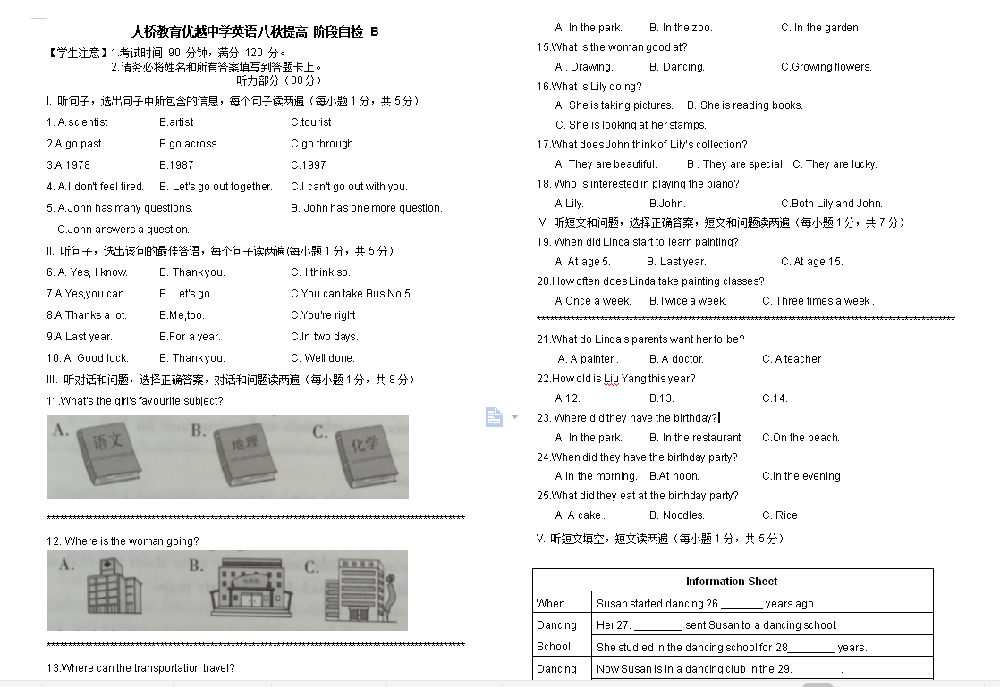 大桥教育优越中学英语八秋提高 阶段自检 B
【学生注意】1.考试时间 90 分钟，满分 120 分。
2.请务必将姓名和所有答案填写到答题卡上。
听力部分（30分）
I. 听句子，选出句子中所包含的信息，每个句子读两遍（每小题1分，共5分）
1. A.scientist B.artist C.tourist
2.A.go past B.go across C.go through
3.A.1978 B.1987 C.1997
4. A.I don't feel tired. B. Let's go out together. C.I can't go out with you.
5. A.John has many questions. B. John has one more question.
C.John answers a question.
II. 听句子，选出该句的最佳答语，每个句子读两遍(每小题1分，共5分）
6. A. Yes, I know. B. Thank you. C. I think so.
7.A.Yes,you can. B. Let's go. C.You can take Bus No.5.
8.A.Thanks a lot. B.Me,too. C.You're right
9.A.Last year. B.For a year. C.In two days.
10. A. Good luck. B. Thank you. C. Well done.
III. 听对话和问题，选择正确答案，对话和问题读两遍（每小题1分，共8分）
11.What's the girl's favourite subject?
A. 语文 B. 地理 C. 化学
12. Where is the woman going?
A. B. 电影院 C.
13.Where can the transportation travel?
A. In the park. B. In the zoo. C. In the garden.
15.What is the woman good at?
A . Drawing. B. Dancing. C.Growing flowers.
16.What is Lily doing?
A. She is taking pictures. B. She is reading books.
C. She is looking at her stamps.
17.What does John think of Lily's collection?
A. They are beautiful. B . They are special C. They are lucky.
18. Who is interested in playing the piano?
A.Lily. B.John. C.Both Lily and John.
IV. 听短文和问题，选择正确答案，短文和问题读两遍（每小题1分，共7分）
19. When did Linda start to learn painting?
A. At age 5. B. Last year. C. At age 15.
20.How often does Linda take painting classes?
A.Once a week. B.Twice a week. C. Three times a week .
21.What do Linda's parents want her to be?
A. A painter . B. A doctor. C. A teacher
22.How old is Liu Yang this year?
A.12. B.13. C.14.
23. Where did they have the birthday?
A. In the park. B. In the restaurant. C.On the beach.
24.When did they have the birthday party?
A.In the morning. B.At noon. C.In the evening
25.What did they eat at the birthday party?
A. A cake . B. Noodles. C. Rice
V. 听短文填空，短文读两遍（每小题1分，共5分）
Information Sheet
When Susan started dancing 26._______ years ago.
Dancing Her 27. ________ sent Susan to a dancing school.
School She studied in the dancing school for 28________ years.
Dancing Now Susan is in a dancing club in the 29.________.